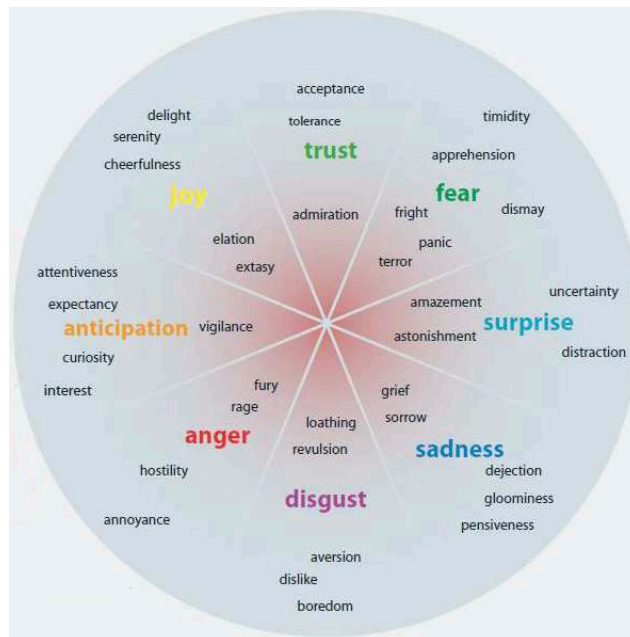 acceptance
tolerance
trust
admiration
timidity
apprehension
fear
dismay
fright
panic
terror
uncertainty
amazement
surprise
astonishment
distraction
grief
sorrow
sadness
dejection
gloominess
pensiveness
loathing
revulsion
disgust
aversion
dislike
boredom
fury
rage
anger
hostility
annoyance
attentiveness
expectancy
anticipation
vigilance
curiosity
interest
delight
serenity
cheerfulness
joy
elation
extasy